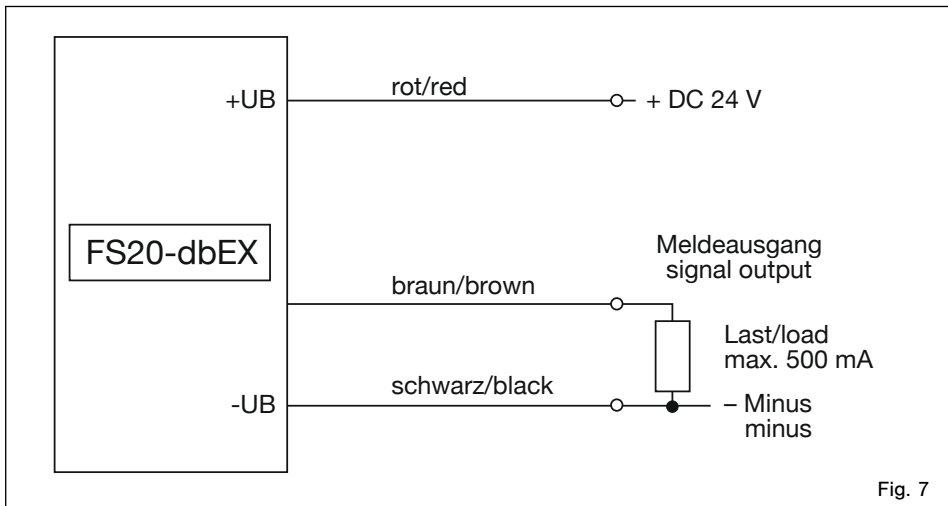 +UB
rot/red
+ DC 24 V
FS20-dbEX
Meldeausgang
signal output
braun/brown
Last/load
max. 500 mA
-UB
schwarz/black
– Minus
minus
Fig. 7